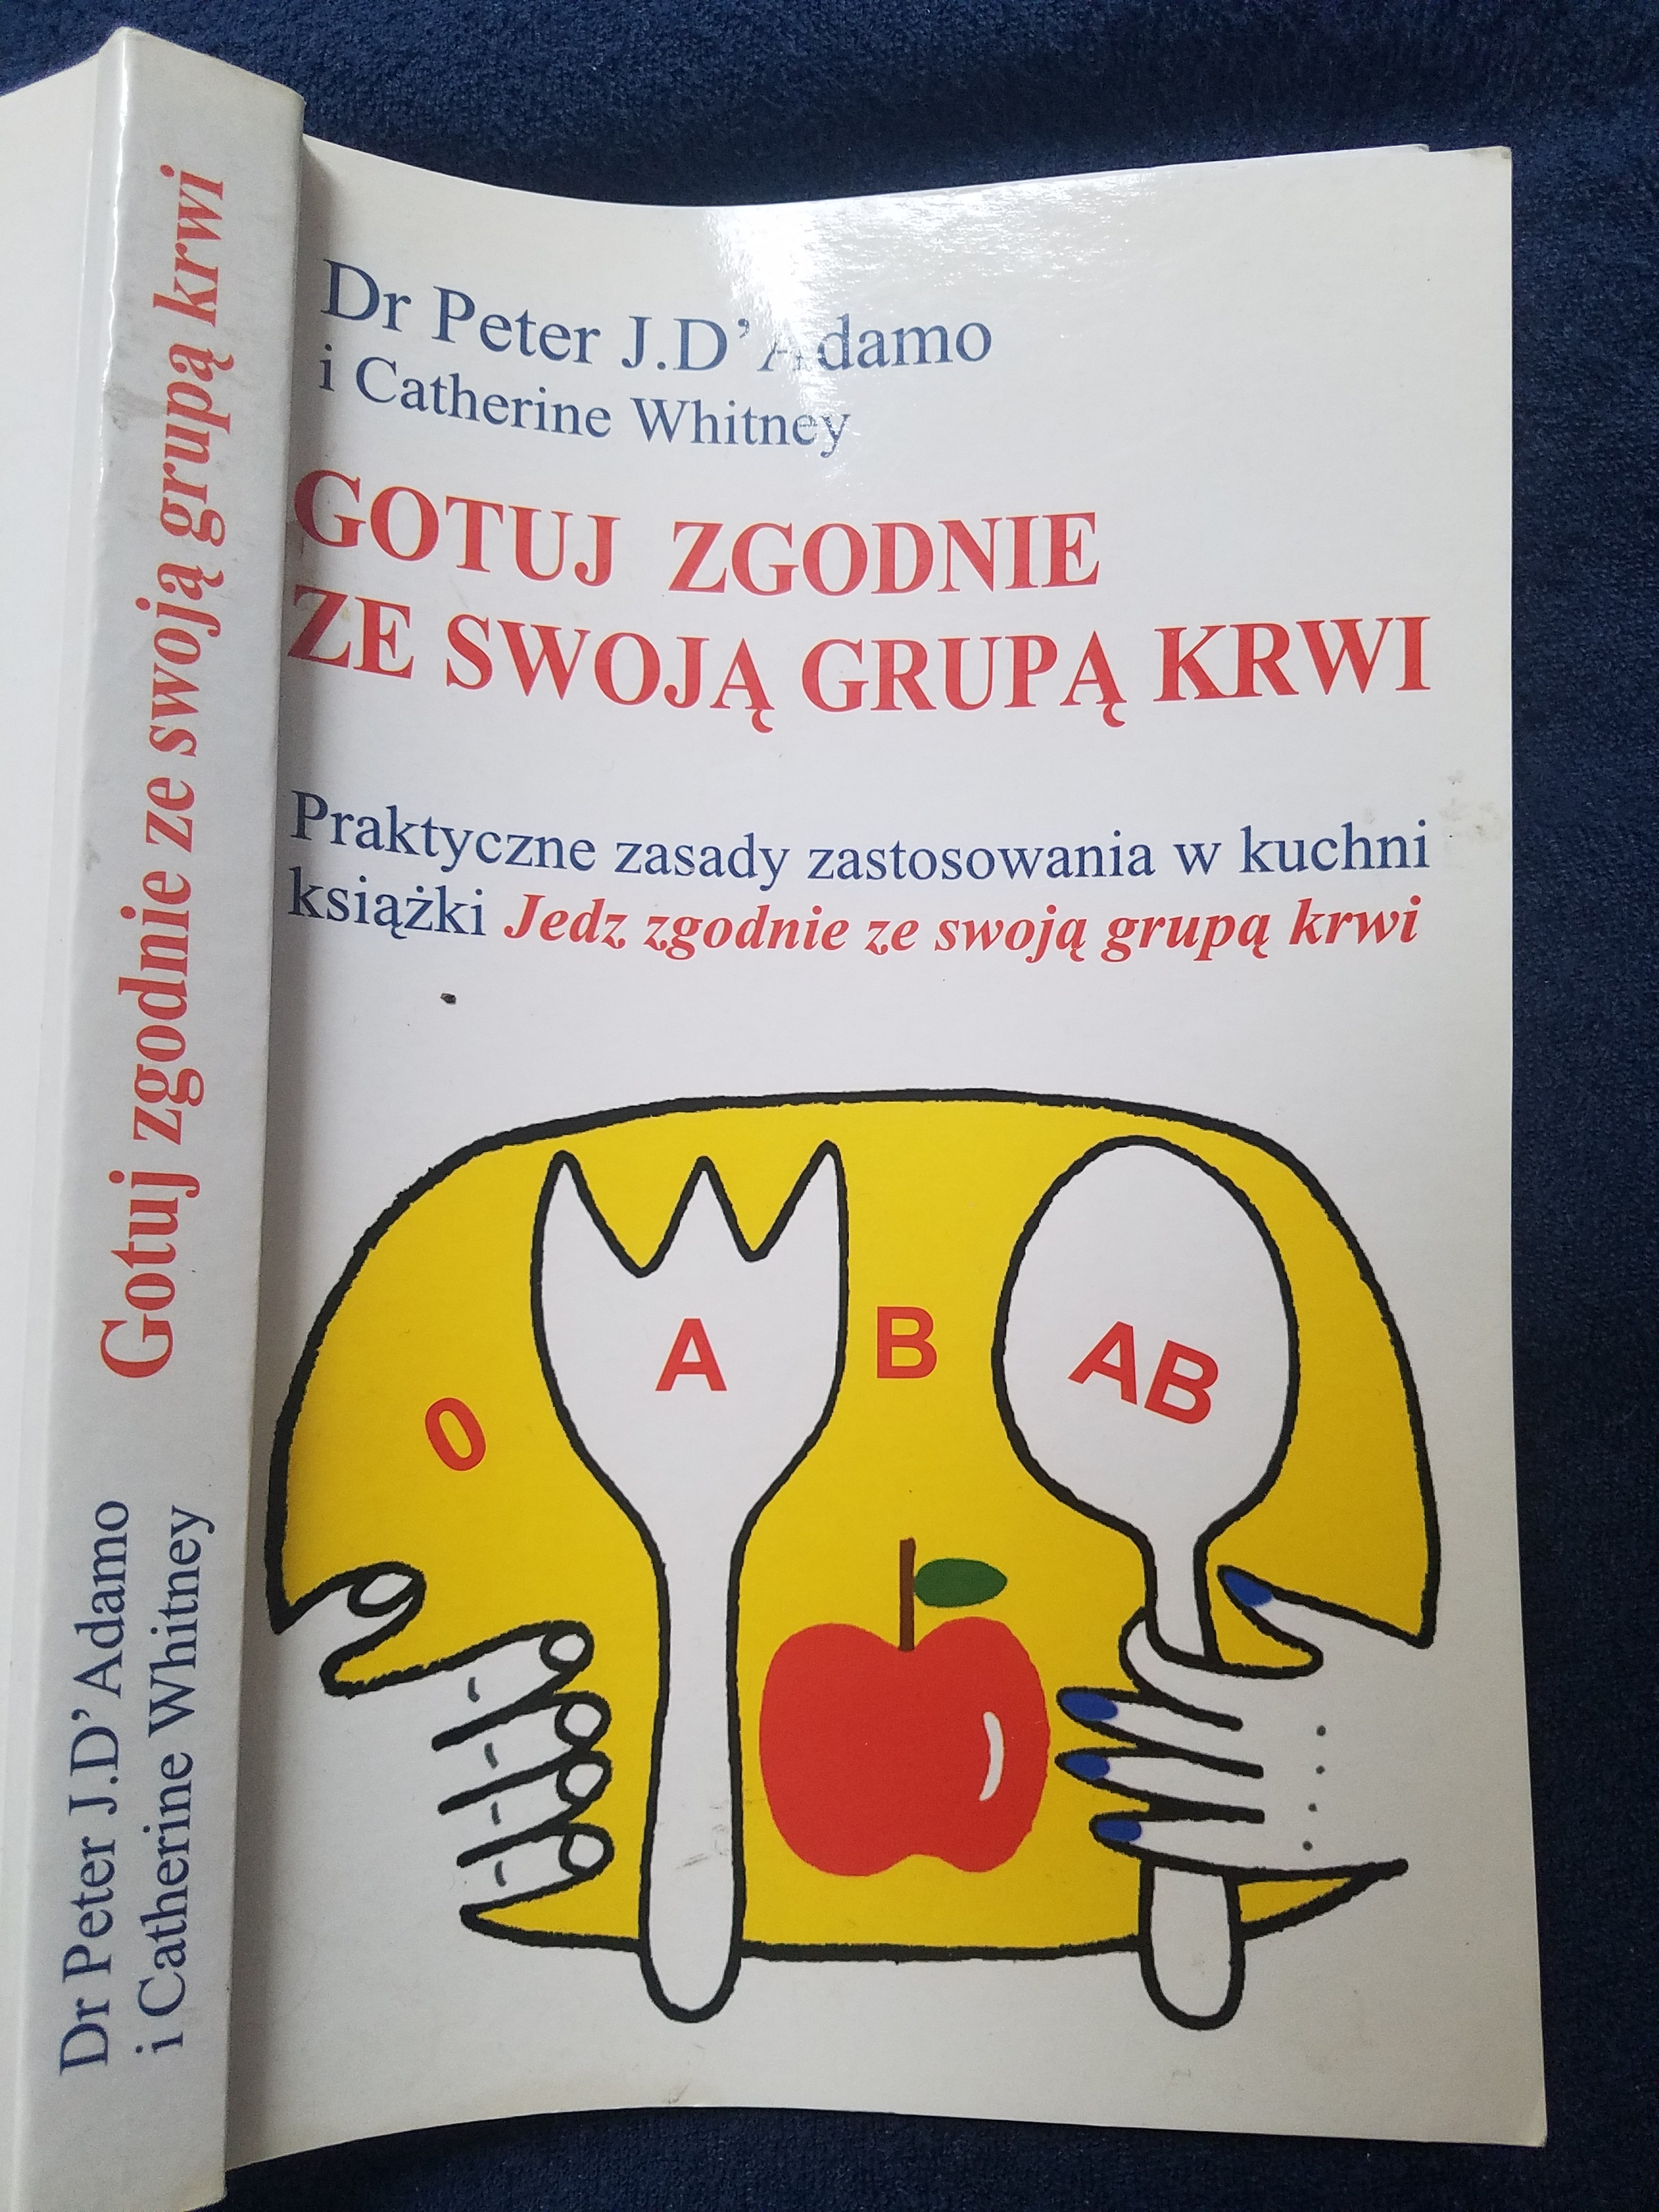 Dr Peter J.D'Adamo
i Catherine Whitney
GOTUJ ZGODNIE
ZE SWOJĄ GRUPĄ KRWI
Praktyczne zasady zastosowania w kuchni
książki Jedz zgodnie ze swoją grupą krwi
0
A
B
AB
Gotuj zgodnie ze swoją grupą krwi
Dr Peter J.D'Adamo
i Catherine Whitney